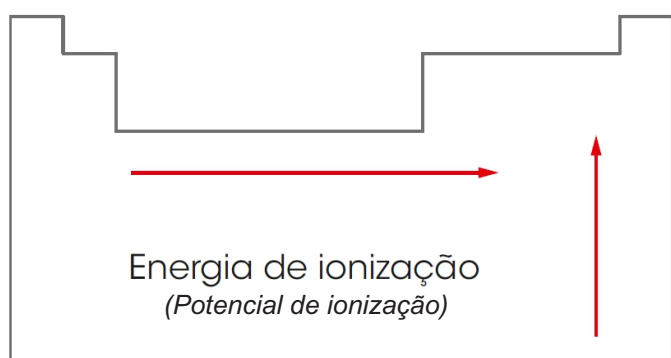 Energia de ionização
(Potencial de ionização)